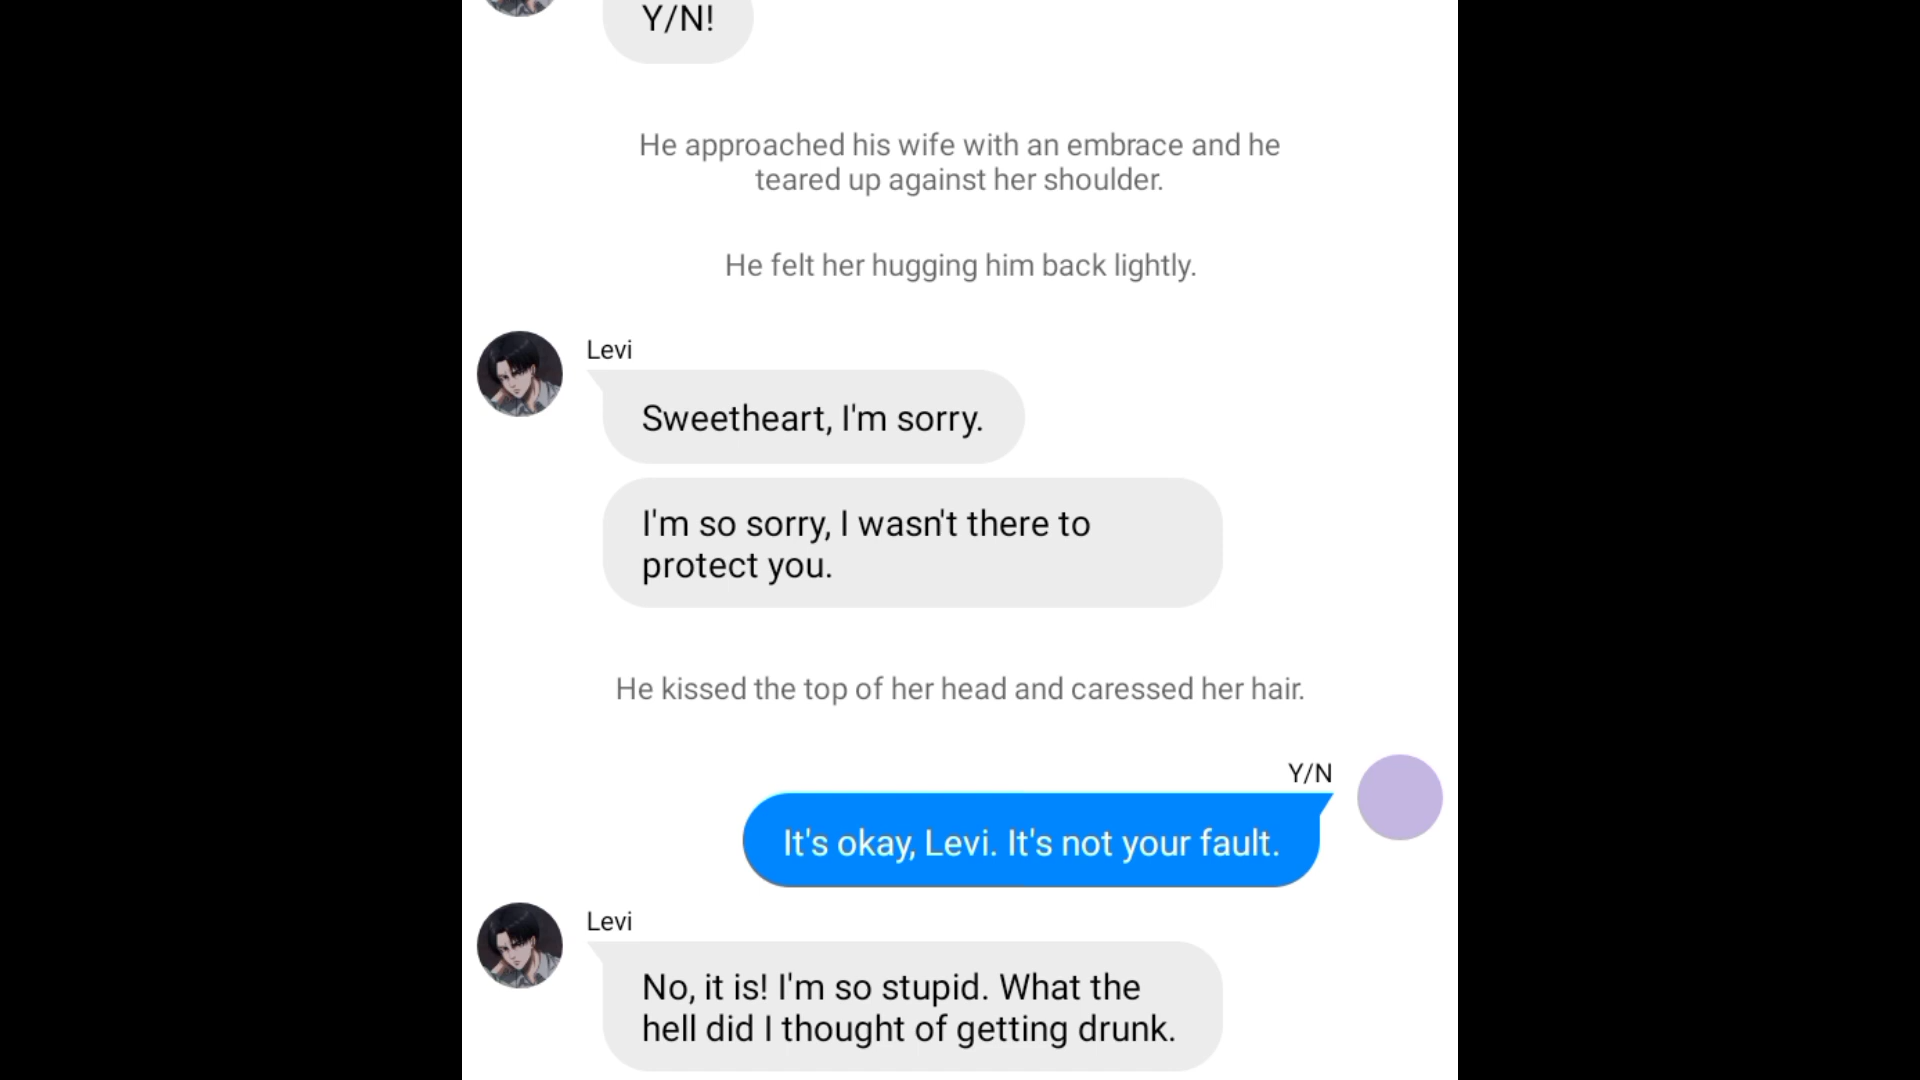 Y/N!
He approached his wife with an embrace and he
teared up against her shoulder.
He felt her hugging him back lightly.
Levi
Sweetheart, I'm sorry.
I'm so sorry, I wasn't there to
protect you.
He kissed the top of her head and caressed her hair.
Y/N
It's okay, Levi. It's not your fault.
Levi
No, it is! I'm so stupid. What the
hell did I thought of getting drunk.